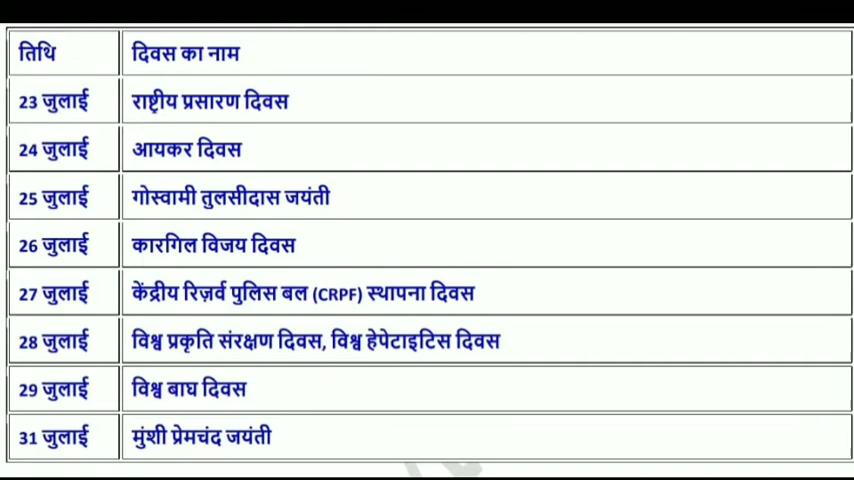 तिथि दिवस का नाम
23 जुलाई राष्ट्रीय प्रसारण दिवस
24 जुलाई आयकर दिवस
25 जुलाई गोस्वामी तुलसीदास जयंती
26 जुलाई कारगिल विजय दिवस
27 जुलाई केंद्रीय रिज़र्व पुलिस बल (CRPF) स्थापना दिवस
28 जुलाई विश्व प्रकृति संरक्षण दिवस, विश्व हेपेटाइटिस दिवस
29 जुलाई विश्व बाघ दिवस
31 जुलाई मुंशी प्रेमचंद जयंती